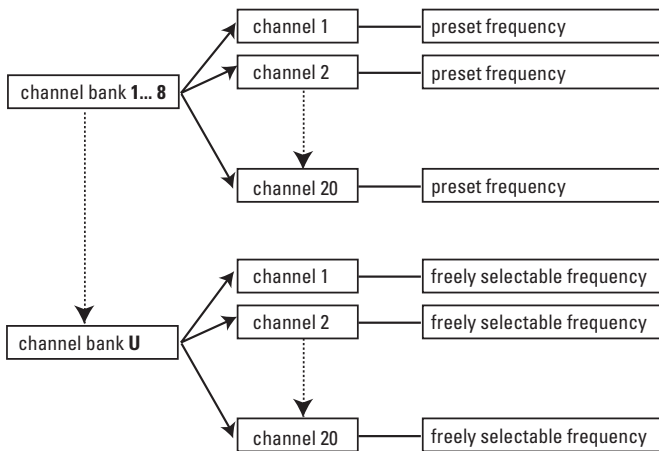 channel 1 preset frequency
channel 2 preset frequency
channel bank 1... 8
channel 20 preset frequency
channel 1 freely selectable frequency
channel 2 freely selectable frequency
channel bank U
channel 20 freely selectable frequency